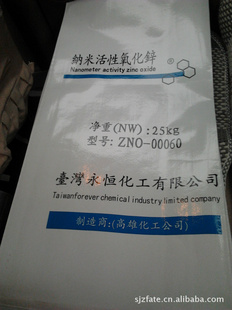 纳米活性氧化锌®
Nanometer activity zinc oxide
净重(NW):25kg
型号: ZNO-00060
臺灣永恒化工有限公司
Taiwanforever chemical industry limited company
制造商:(高雄化工公司)
sjzfate.cn.alibaba.com